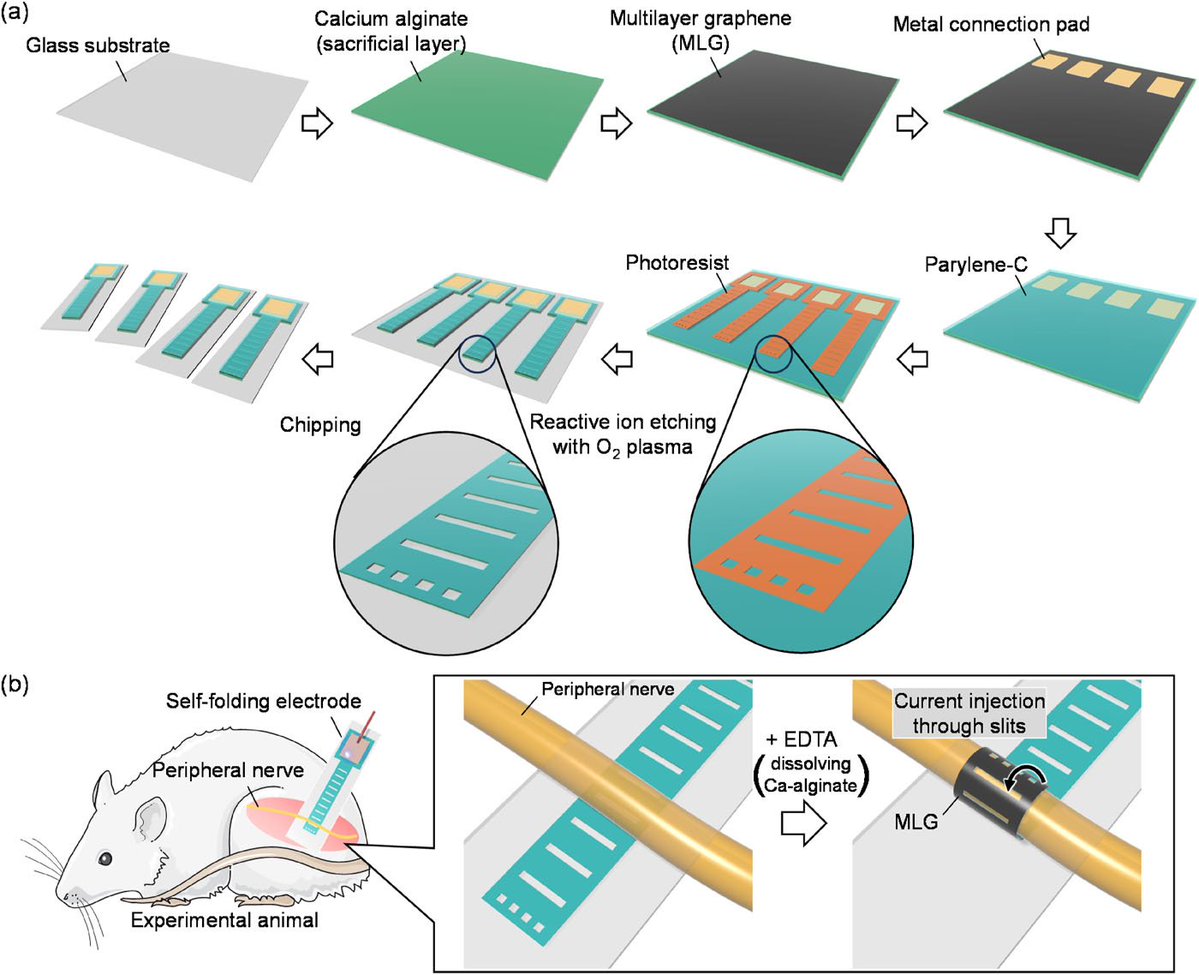 (a)
Glass substrate
Calcium alginate
(sacrificial layer)
Multilayer graphene
(MLG)
Metal connection pad
Photoresist
Parylene-C
Chipping
Reactive ion etching
with O₂ plasma
(b)
Self-folding electrode
Peripheral nerve
Experimental animal
Peripheral nerve
+ EDTA
(dissolving
Ca-alginate)
Current injection
through slits
MLG